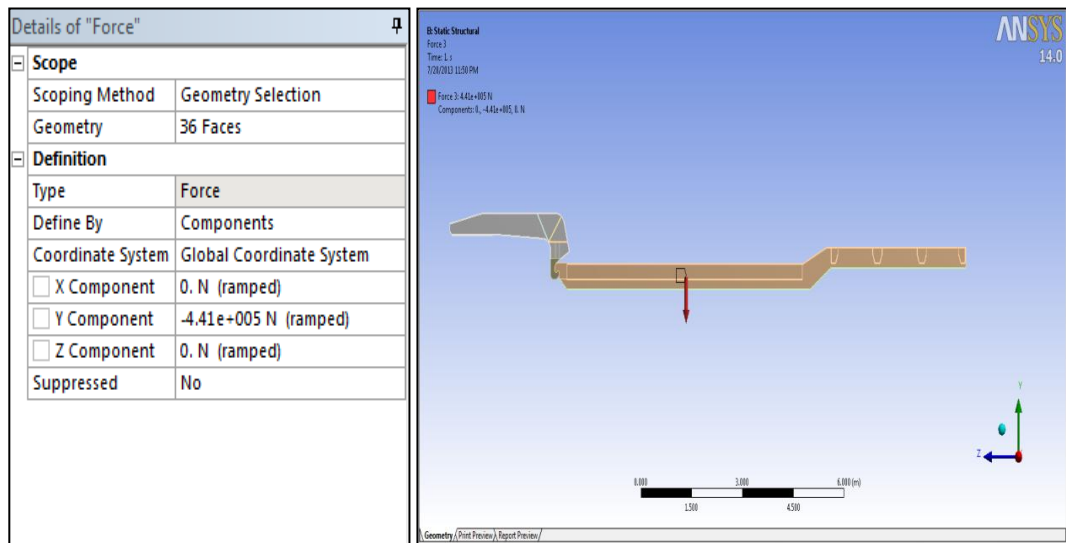 Details of "Force"
Scope
Scoping Method Geometry Selection
Geometry 36 Faces
Definition
Type Force
Define By Components
Coordinate System Global Coordinate System
X Component 0. N (ramped)
Y Component -4.41e+005 N (ramped)
Z Component 0. N (ramped)
Suppressed No
B: Static Structural
Force 3
Time: 1. s
7/20/2013 11:50 PM
Force 3: 4.41e+005 N
Components: 0., -4.41e+005, 0. N
ANSYS
14.0
Y
Z
0.000 3.000 6.000 (m)
1.500 4.500
Geometry Print Preview Report Preview